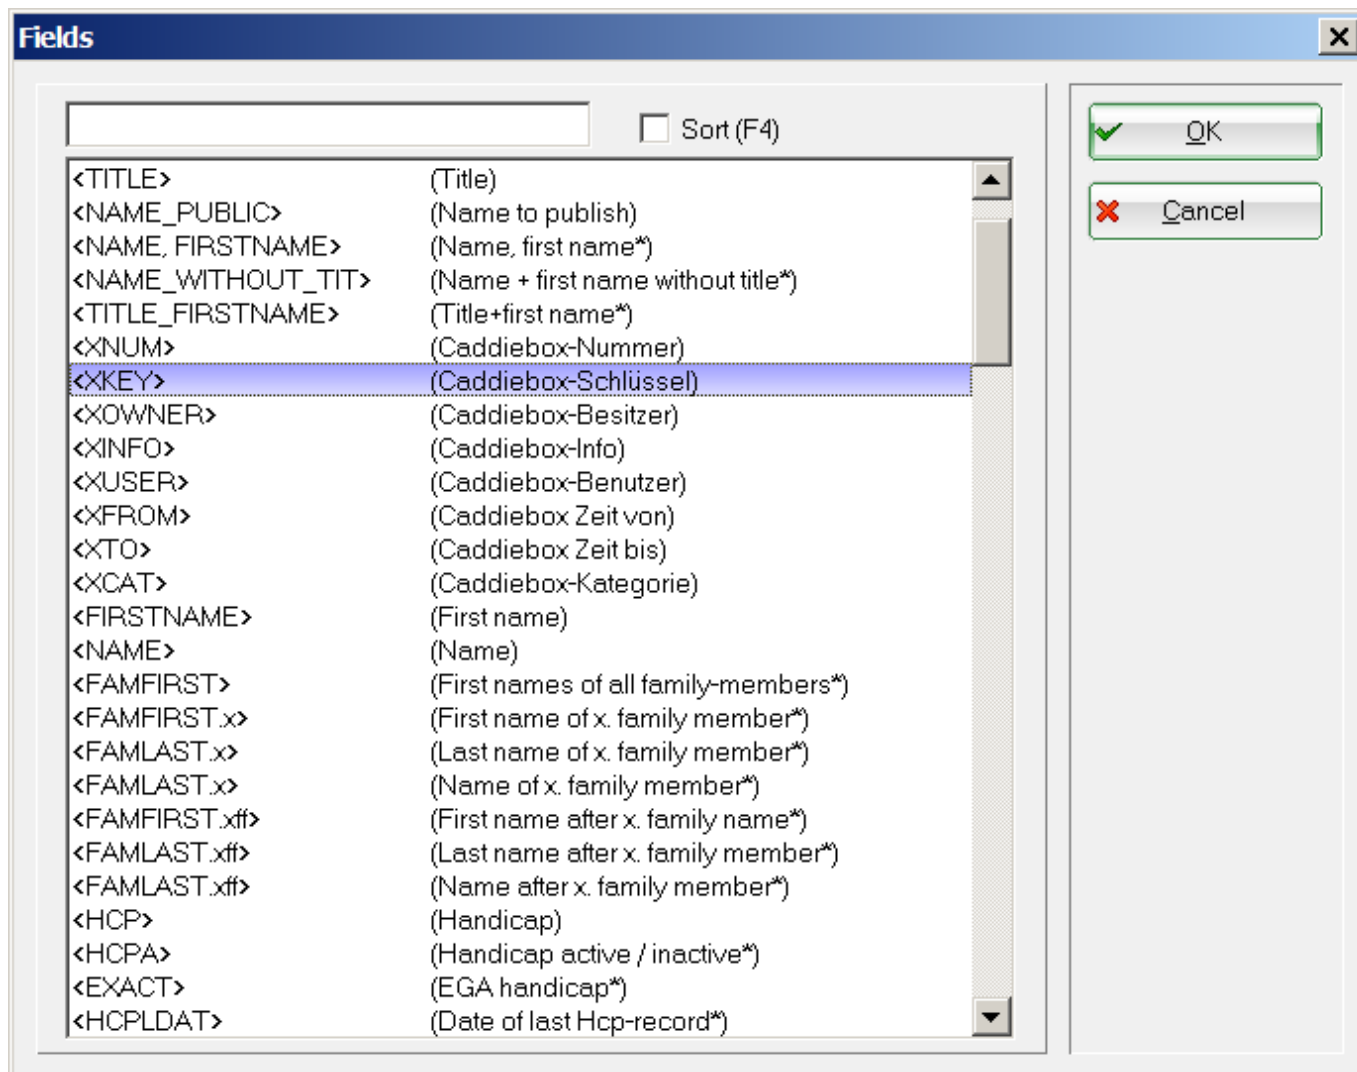 Fields
Sort (F4)
OK
Cancel
<TITLE> (Title)
<NAME_PUBLIC> (Name to publish)
<NAME, FIRSTNAME> (Name, first name*)
<NAME_WITHOUT_TIT> (Name + first name without title*)
<TITLE_FIRSTNAME> (Title+first name*)
<XNUM> (Caddiebox-Nummer)
<XKEY> (Caddiebox-Schlüssel)
<XOWNER> (Caddiebox-Besitzer)
<XINFO> (Caddiebox-Info)
<XUSER> (Caddiebox-Benutzer)
<XFROM> (Caddiebox Zeit von)
<XTO> (Caddiebox Zeit bis)
<XCAT> (Caddiebox-Kategorie)
<FIRSTNAME> (First name)
<NAME> (Name)
<FAMFIRST> (First names of all family-members*)
<FAMFIRST.x> (First name of x. family member*)
<FAMLAST.x> (Last name of x. family member*)
<FAMLAST.x> (Name of x. family member*)
<FAMFIRST.xff> (First name after x. family name*)
<FAMLAST.xff> (Last name after x. family member*)
<FAMLAST.xff> (Name after x. family member*)
<HCP> (Handicap)
<HCPA> (Handicap active / inactive*)
<EXACT> (EGA handicap*)
<HCPLDAT> (Date of last Hcp-record*)